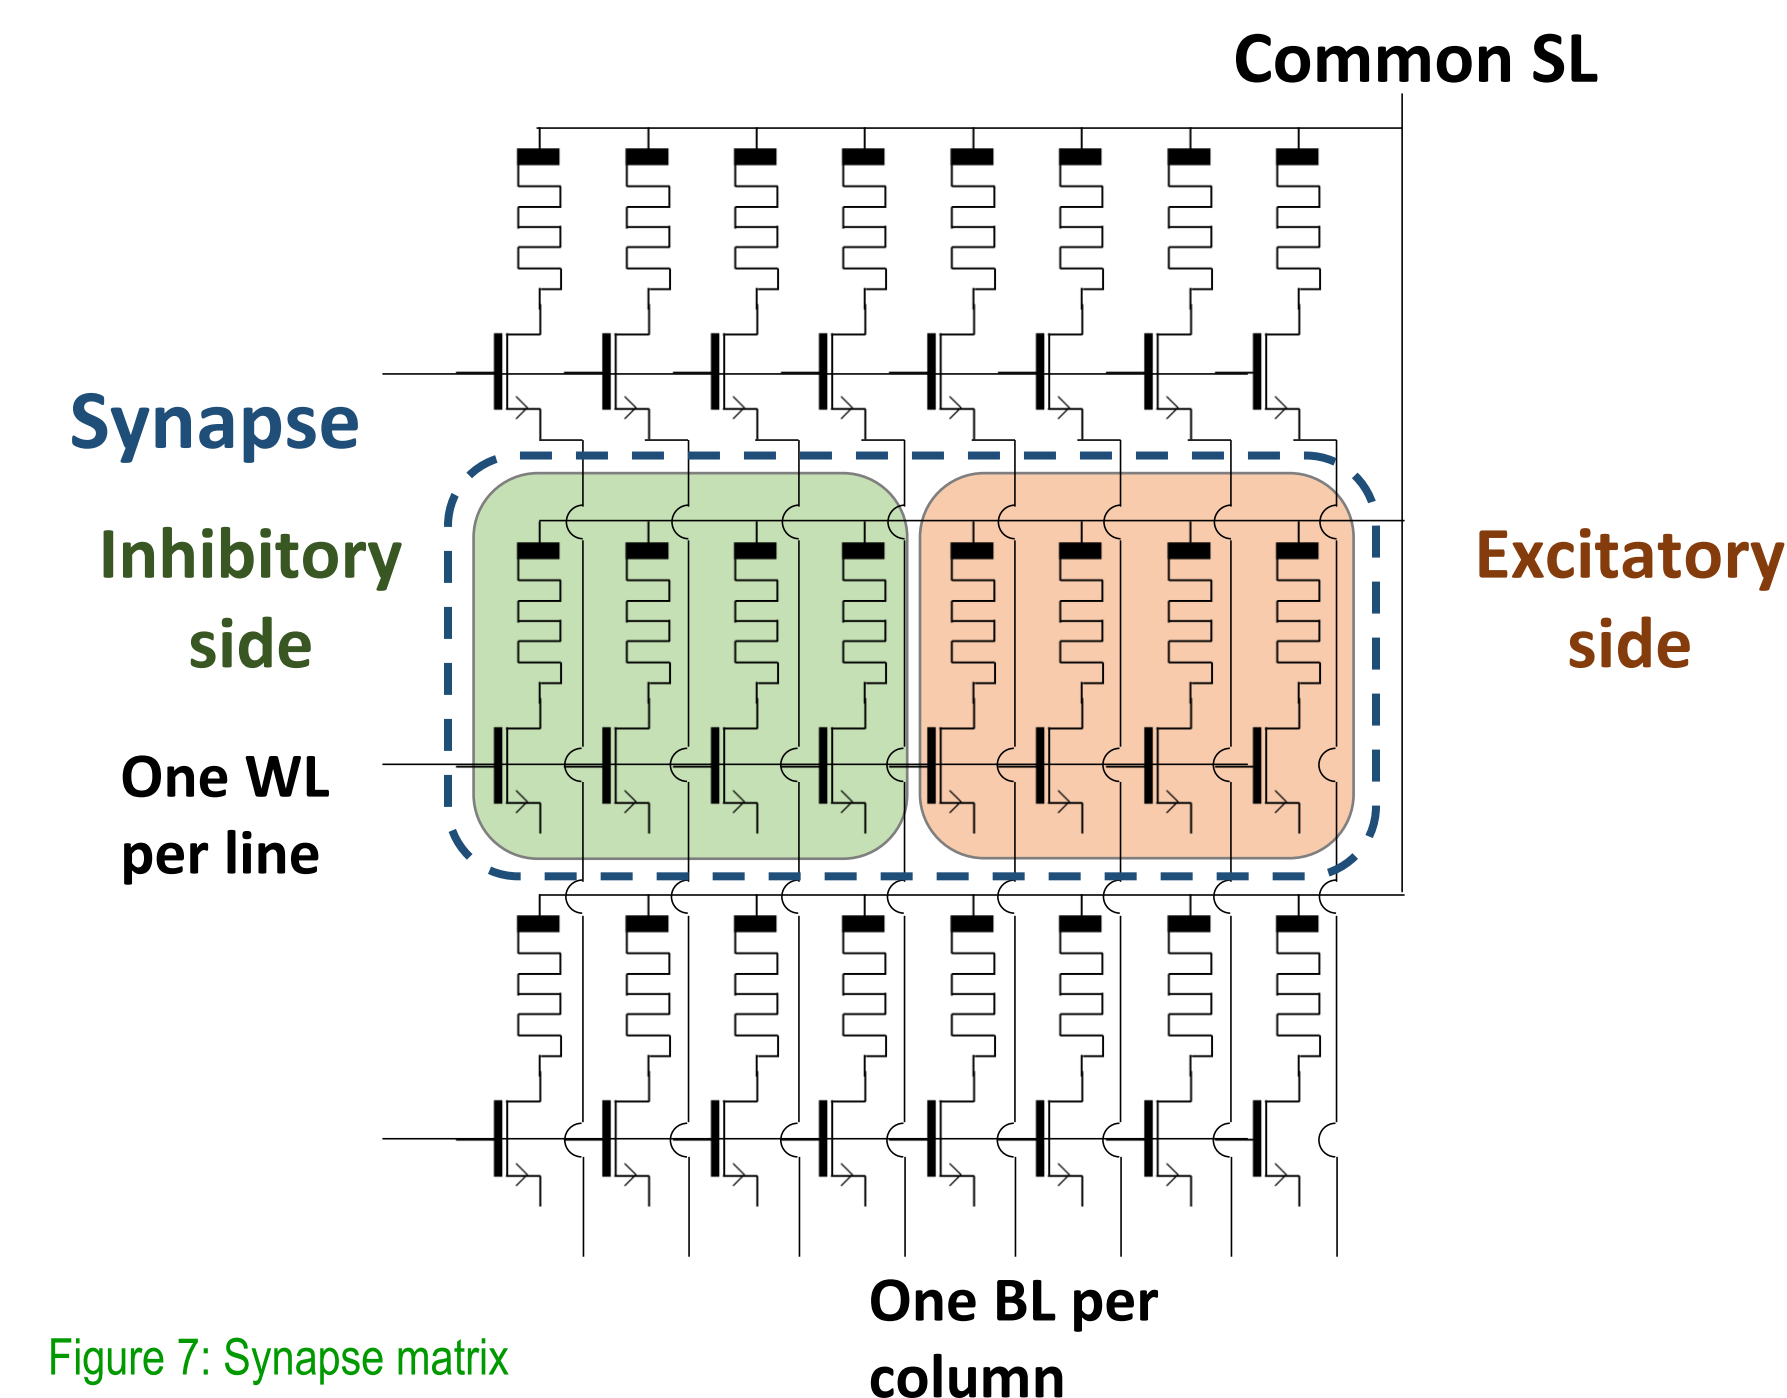 Common SL
Synapse
Inhibitory
side
Excitatory
side
One WL
per line
One BL per
column
Figure 7: Synapse matrix